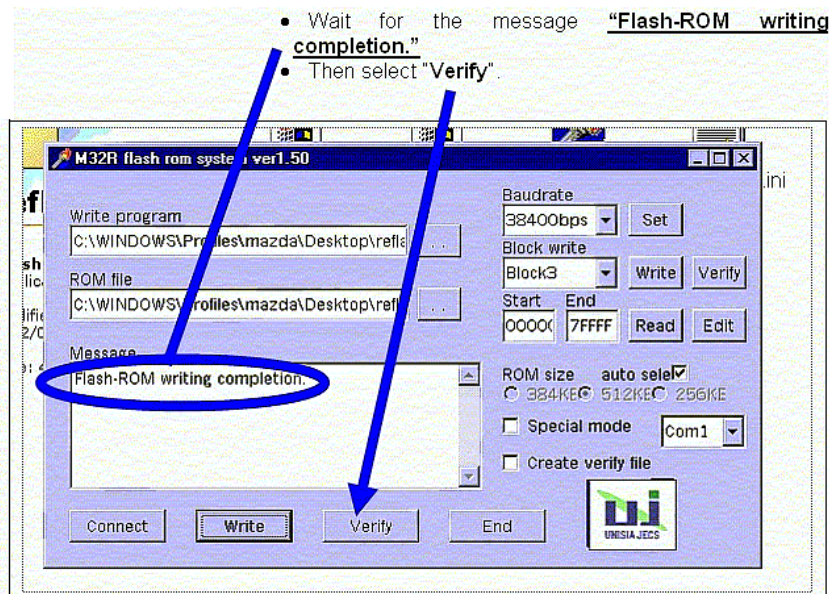 • Wait for the message "Flash-ROM writing
completion."
• Then select "Verify".
M32R flash rom system ver1.50
.ini
Write program
C:\WINDOWS\Profiles\mazda\Desktop\refla
..
ROM file
C:\WINDOWS\Profiles\mazda\Desktop\refl
..
Message
Flash-ROM writing completion.
Baudrate
38400bps Set
Block write
Block3 Write Verify
Start End
0000( 7FFFF Read Edit
ROM size auto sele
384KE 512KE 256KE
Special mode Com1
Create verify file
Connect Write Verify End
UNISIA JECS